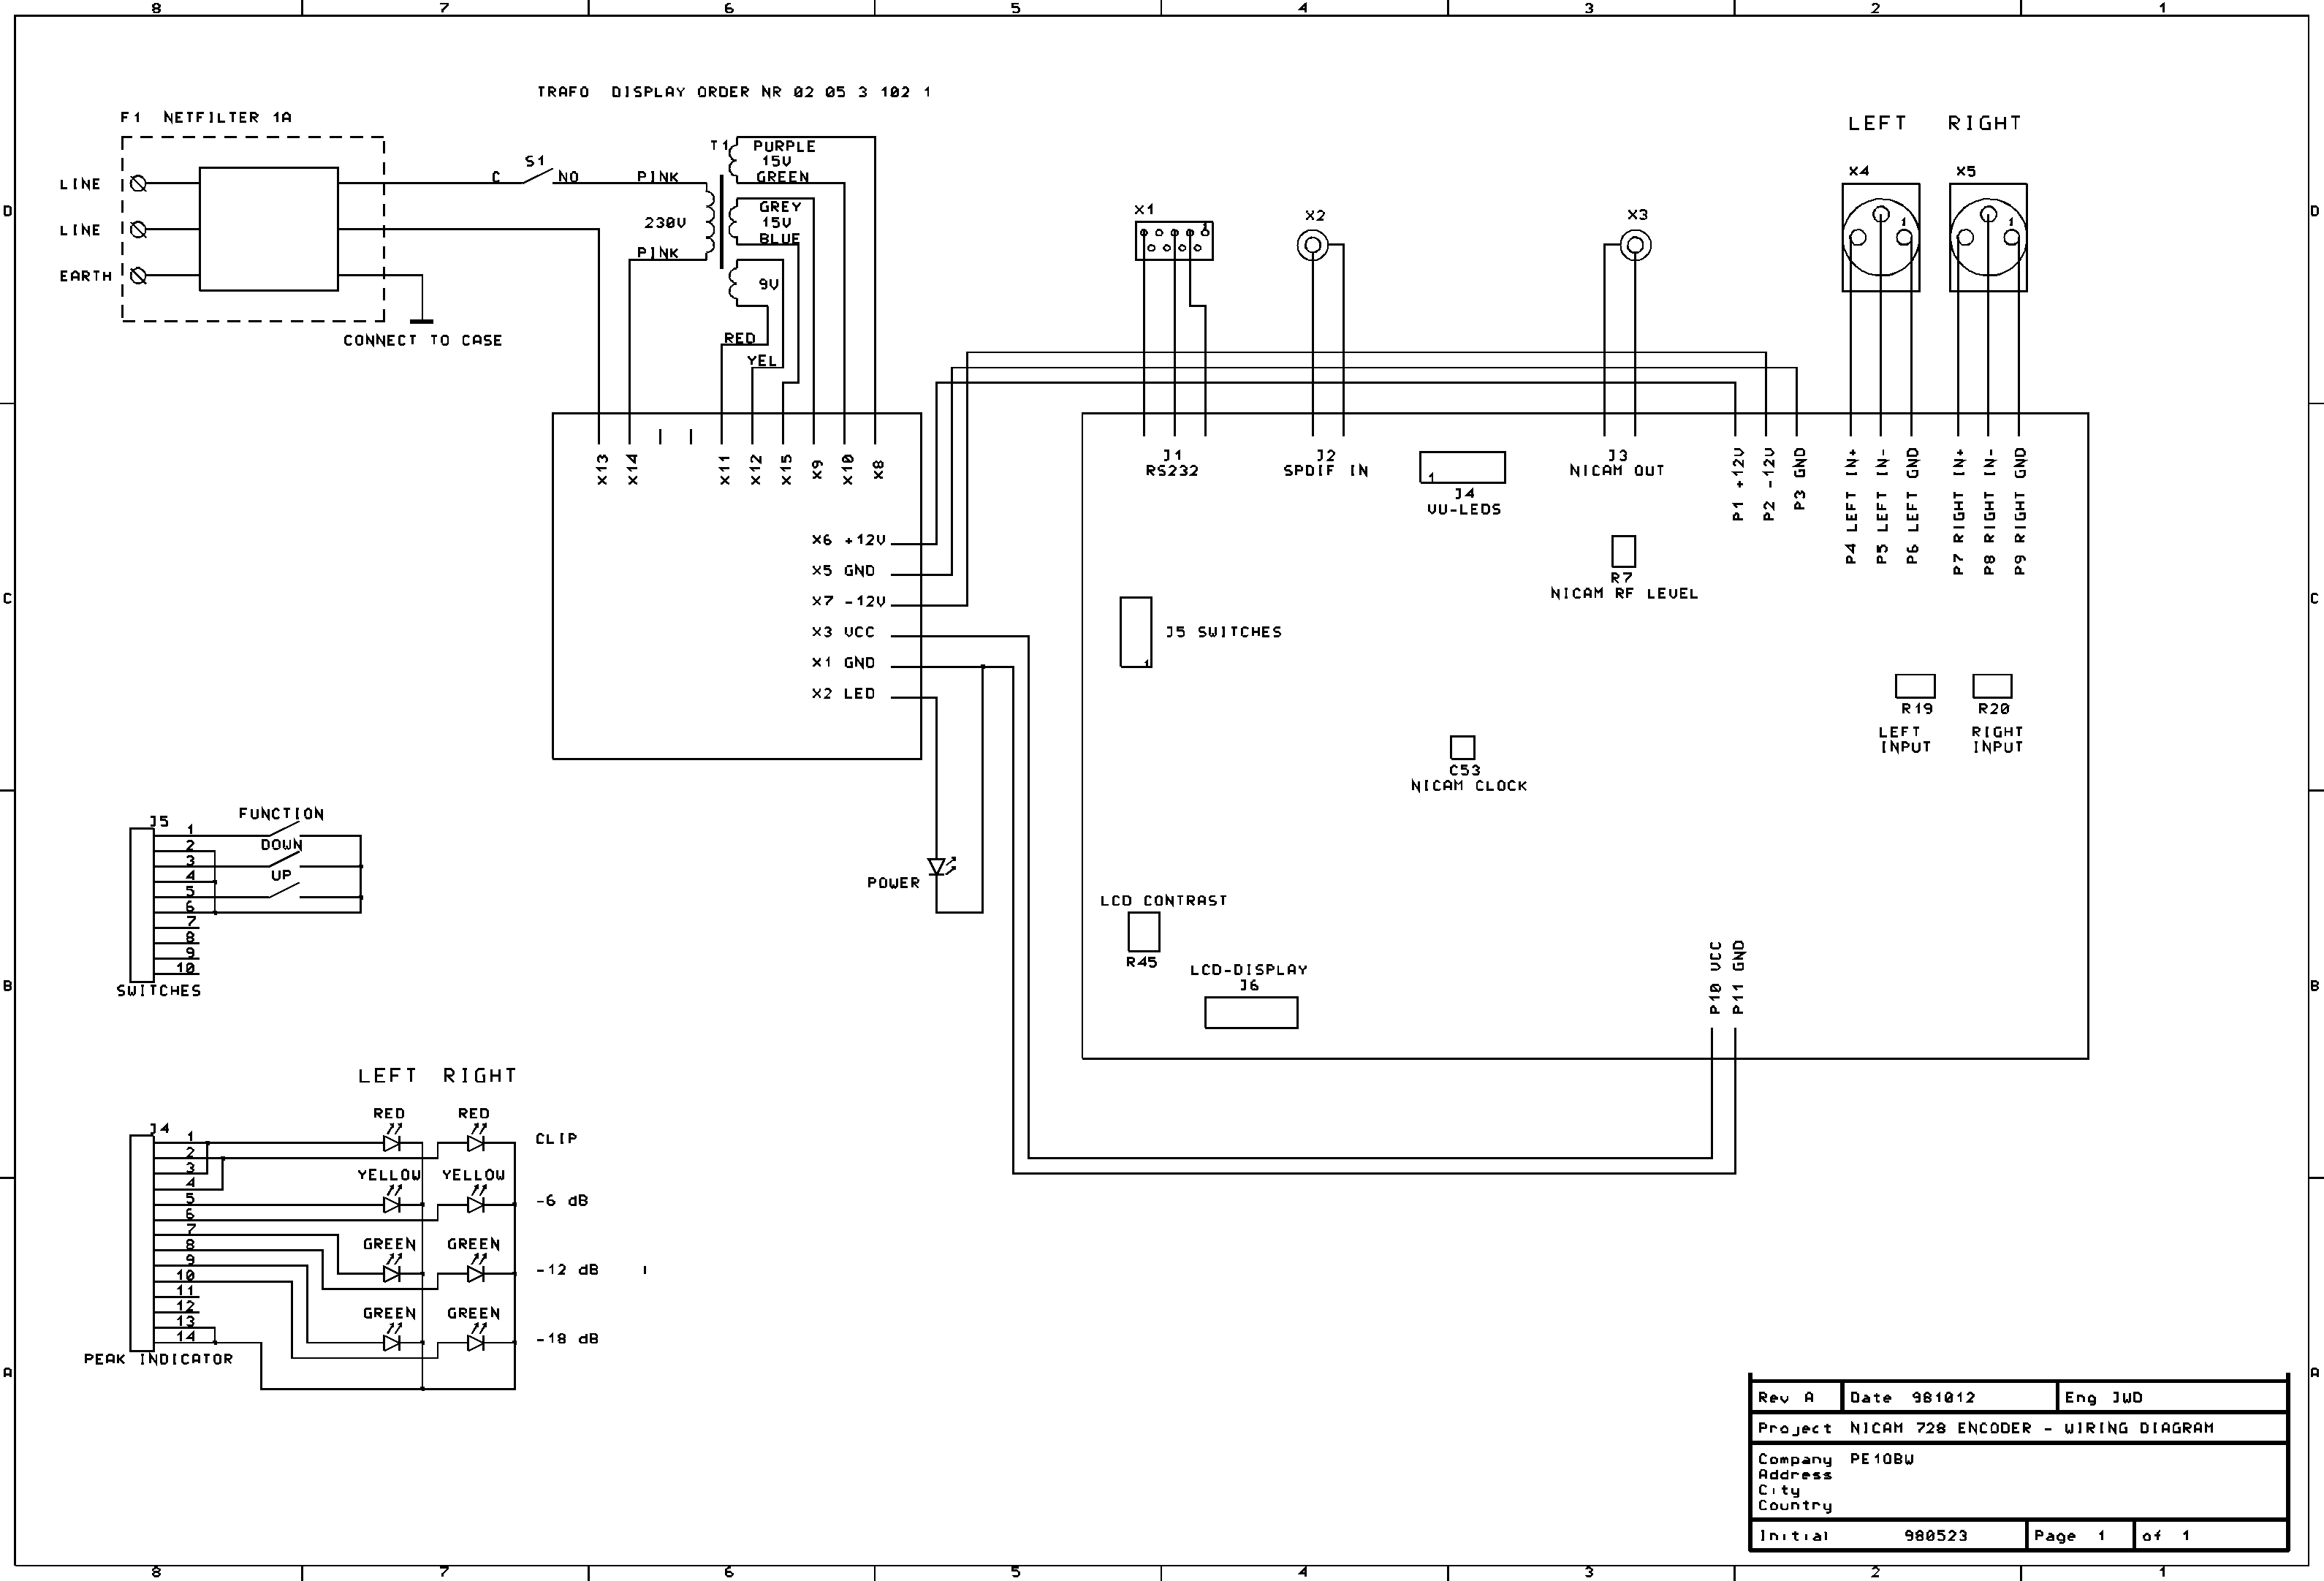 8 7 6 5 4 3 2 1
TRAFO DISPLAY ORDER NR 02 05 3 102 1
F1 NETFILTER 1A
LEFT RIGHT
T1 PURPLE
15V
GREEN
S1
C NO PINK
LINE
X4 X5
D D
GREY
15V
BLUE
230V
LINE
PINK
X1 X2 X3
1 1 1
EARTH
9V
CONNECT TO CASE
RED
YEL
X13 X14 X11 X12 X15 X9 X10 X8
J1
RS232
J2
SPDIF IN
1
J4
VU-LEDS
J3
NICAM OUT
P1 +12V
P2 -12V
P3 GND
P4 LEFT IN+
P5 LEFT IN-
P6 LEFT GND
P7 RIGHT IN+
P8 RIGHT IN-
P9 RIGHT GND
X6 +12V
X5 GND
X7 -12V
X3 VCC
X1 GND
X2 LED
R7
NICAM RF LEVEL
C C
J5 SWITCHES
1
R19 R20
LEFT
INPUT
RIGHT
INPUT
C53
NICAM CLOCK
J5
FUNCTION
DOWN
UP
1
2
3
4
5
6
7
8
9
10
SWITCHES
POWER
LCD CONTRAST
R45
LCD-DISPLAY
J6
P10 VCC
P11 GND
B B
LEFT RIGHT
RED RED
CLIP
YELLOW YELLOW
-6 dB
GREEN GREEN
-12 dB
GREEN GREEN
-18 dB
J4
1
2
3
4
5
6
7
8
9
10
11
12
13
14
PEAK INDICATOR
A A
Rev A Date 981012 Eng JWD
Project NICAM 728 ENCODER - WIRING DIAGRAM
Company PE1OBW
Address
City
Country
Initial 980523 Page 1 of 1
8 7 6 5 4 3 2 1